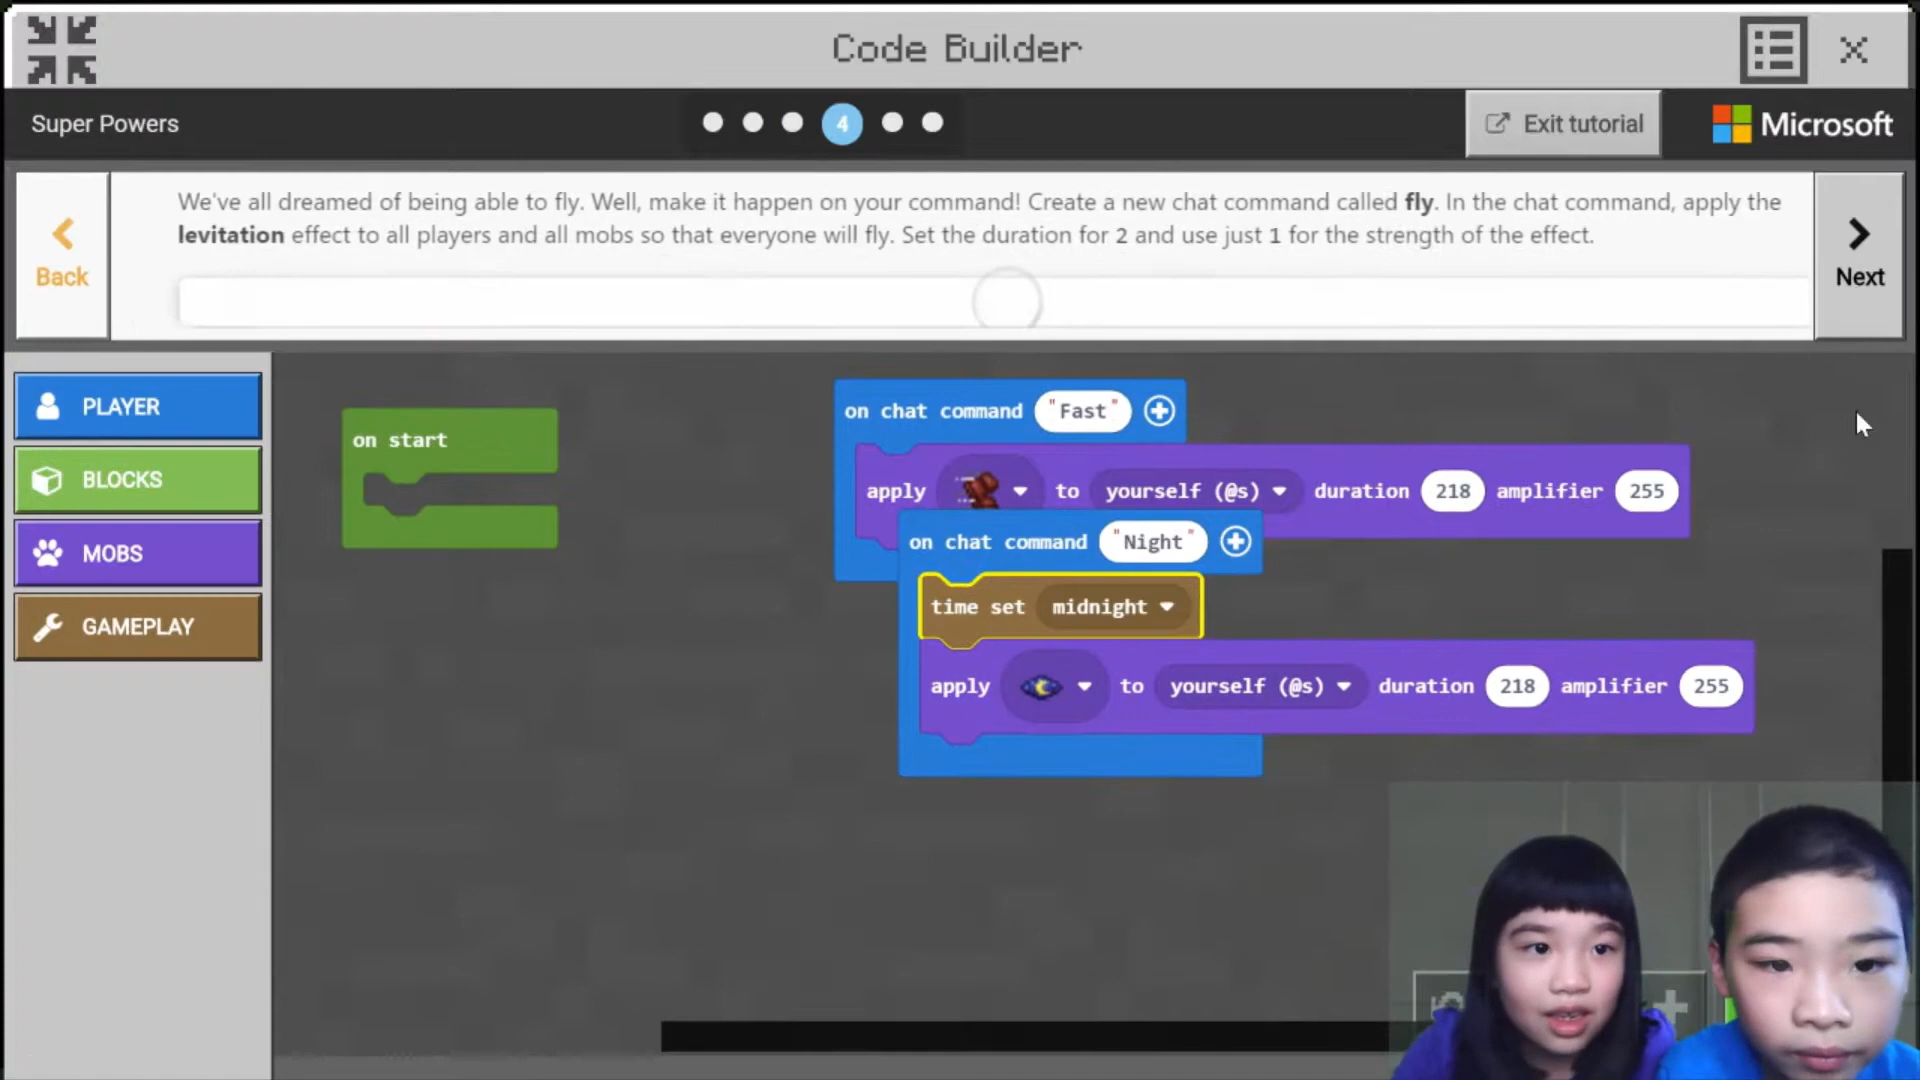 Code Builder
Super Powers
4
Exit tutorial
Microsoft
Back
We've all dreamed of being able to fly. Well, make it happen on your command! Create a new chat command called fly. In the chat command, apply the
levitation effect to all players and all mobs so that everyone will fly. Set the duration for 2 and use just 1 for the strength of the effect.
Next
PLAYER
BLOCKS
MOBS
GAMEPLAY
on start
on chat command "Fast"
apply to yourself (@s) duration 218 amplifier 255
on chat command "Night"
time set midnight
apply to yourself (@s) duration 218 amplifier 255